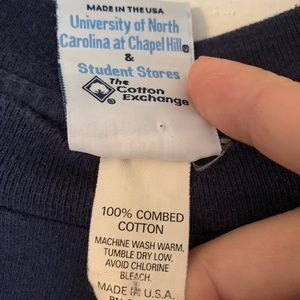 MADE IN THE USA
University of North
Carolina at Chapel Hill®
&
Student Stores
The
Cotton
Exchange®
100% COMBED
COTTON
MACHINE WASH WARM,
TUMBLE DRY LOW,
AVOID CHLORINE
BLEACH.
MADE IN U.S.A.